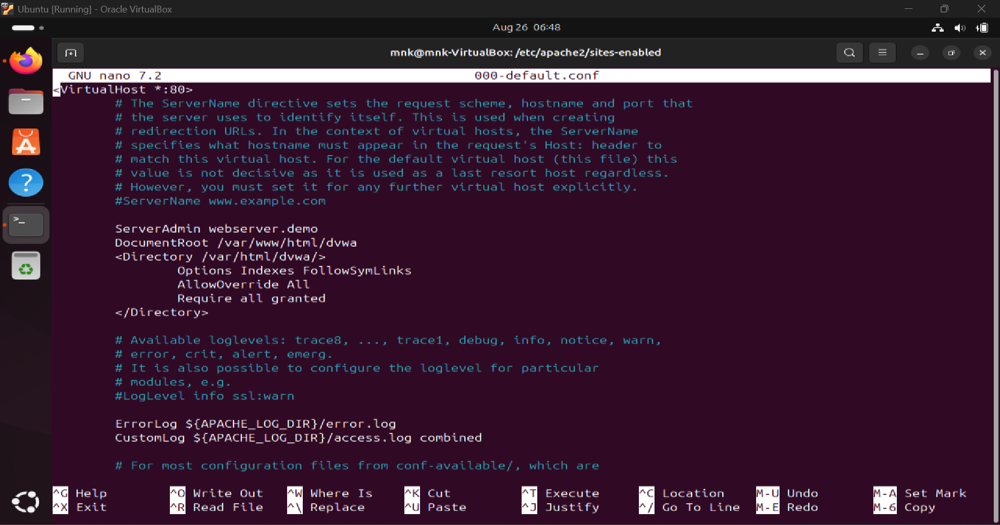 Ubuntu [Running] - Oracle VirtualBox
Aug 26 06:48
mnk@mnk-VirtualBox: /etc/apache2/sites-enabled
GNU nano 7.2 000-default.conf
<VirtualHost *:80>
# The ServerName directive sets the request scheme, hostname and port that
# the server uses to identify itself. This is used when creating
# redirection URLs. In the context of virtual hosts, the ServerName
# specifies what hostname must appear in the request's Host: header to
# match this virtual host. For the default virtual host (this file) this
# value is not decisive as it is used as a last resort host regardless.
# However, you must set it for any further virtual host explicitly.
#ServerName www.example.com
ServerAdmin webserver.demo
DocumentRoot /var/www/html/dvwa
<Directory /var/html/dvwa/>
Options Indexes FollowSymLinks
AllowOverride All
Require all granted
</Directory>
# Available loglevels: trace8, ..., trace1, debug, info, notice, warn,
# error, crit, alert, emerg.
# It is also possible to configure the loglevel for particular
# modules, e.g.
#LogLevel info ssl:warn
ErrorLog ${APACHE_LOG_DIR}/error.log
CustomLog ${APACHE_LOG_DIR}/access.log combined
# For most configuration files from conf-available/, which are
^G Help ^O Write Out ^W Where Is ^K Cut ^T Execute ^C Location M-U Undo M-A Set Mark
^X Exit ^R Read File ^\ Replace ^U Paste ^J Justify ^/ Go To Line M-E Redo M-6 Copy